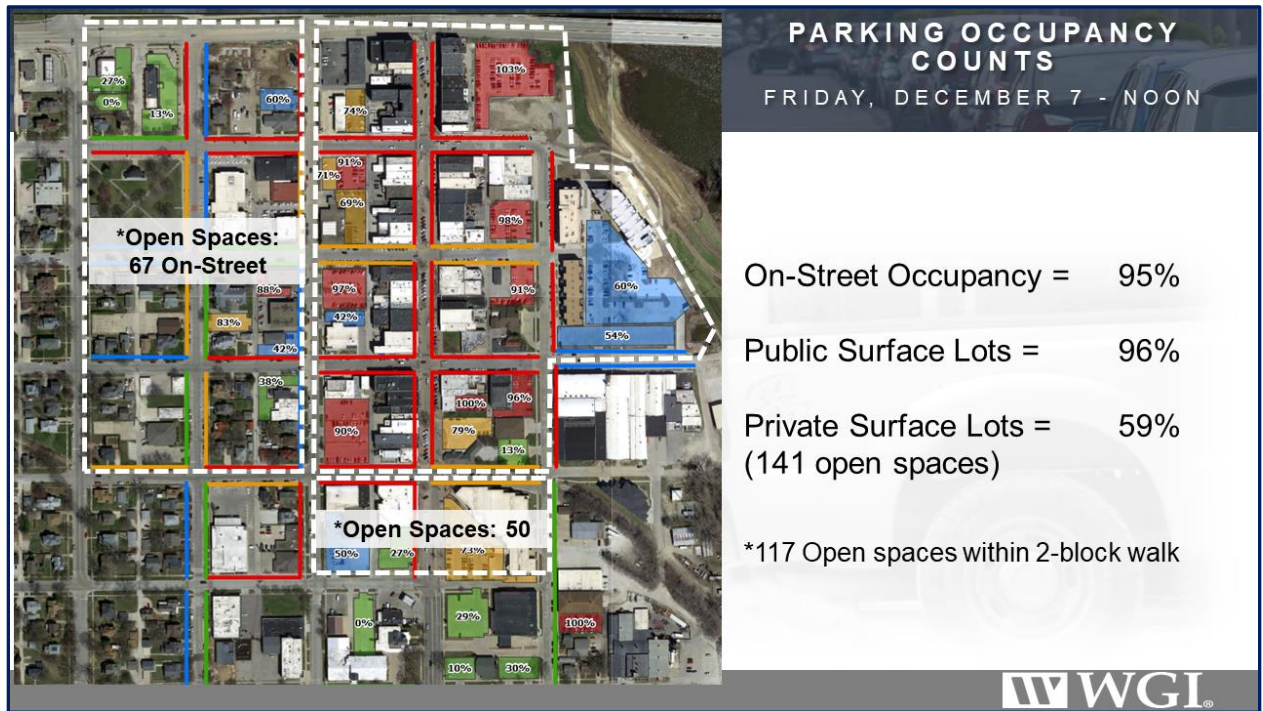 PARKING OCCUPANCY
COUNTS
FRIDAY, DECEMBER 7 - NOON
27%
0%
13%
60%
74%
103%
91%
71%
69%
98%
*Open Spaces:
67 On-Street
88%
83%
42%
97%
42%
91%
60%
54%
38%
90%
100%
96%
79%
13%
*Open Spaces: 50
50%
27%
73%
0%
29%
100%
10%
30%
On-Street Occupancy = 95%
Public Surface Lots = 96%
Private Surface Lots = 59%
(141 open spaces)
*117 Open spaces within 2-block walk
WGI®